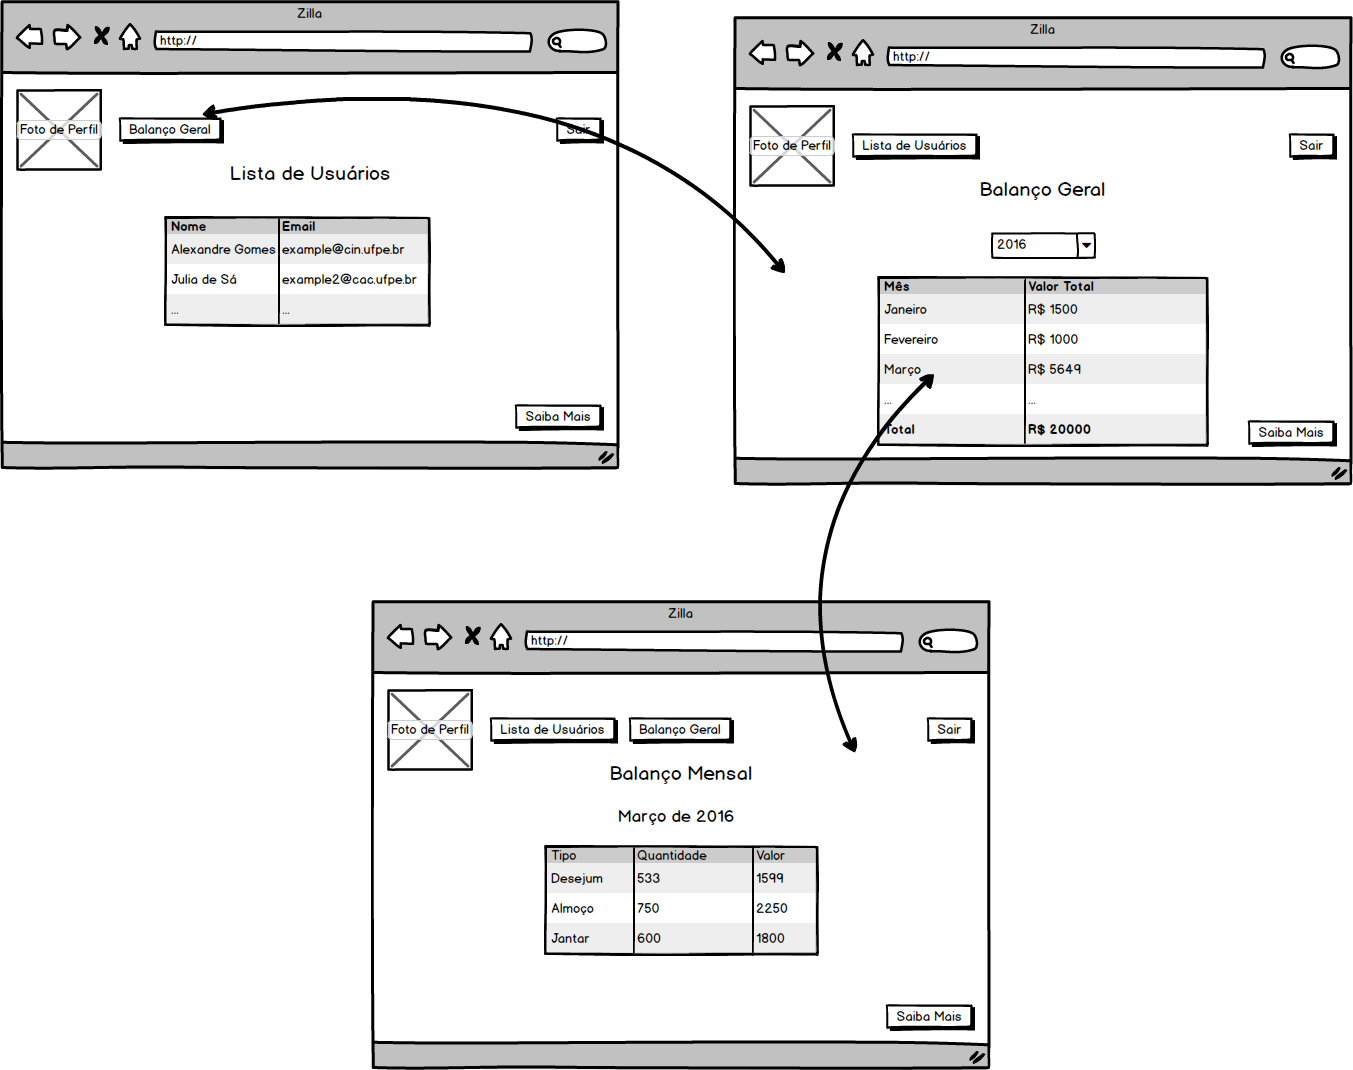 Zilla
http://
Foto de Perfil
Balanço Geral
Sair
Lista de Usuários
Nome Email
Alexandre Gomes example@cin.ufpe.br
Julia de Sá example2@cac.ufpe.br
... ...
Saiba Mais
Zilla
http://
Foto de Perfil
Lista de Usuários
Sair
Balanço Geral
2016
Mês Valor Total
Janeiro R$ 1500
Fevereiro R$ 1000
Março R$ 5649
... ...
Total R$ 20000
Saiba Mais
Zilla
http://
Foto de Perfil
Lista de Usuários
Balanço Geral
Sair
Balanço Mensal
Março de 2016
Tipo Quantidade Valor
Desejum 533 1599
Almoço 750 2250
Jantar 600 1800
Saiba Mais